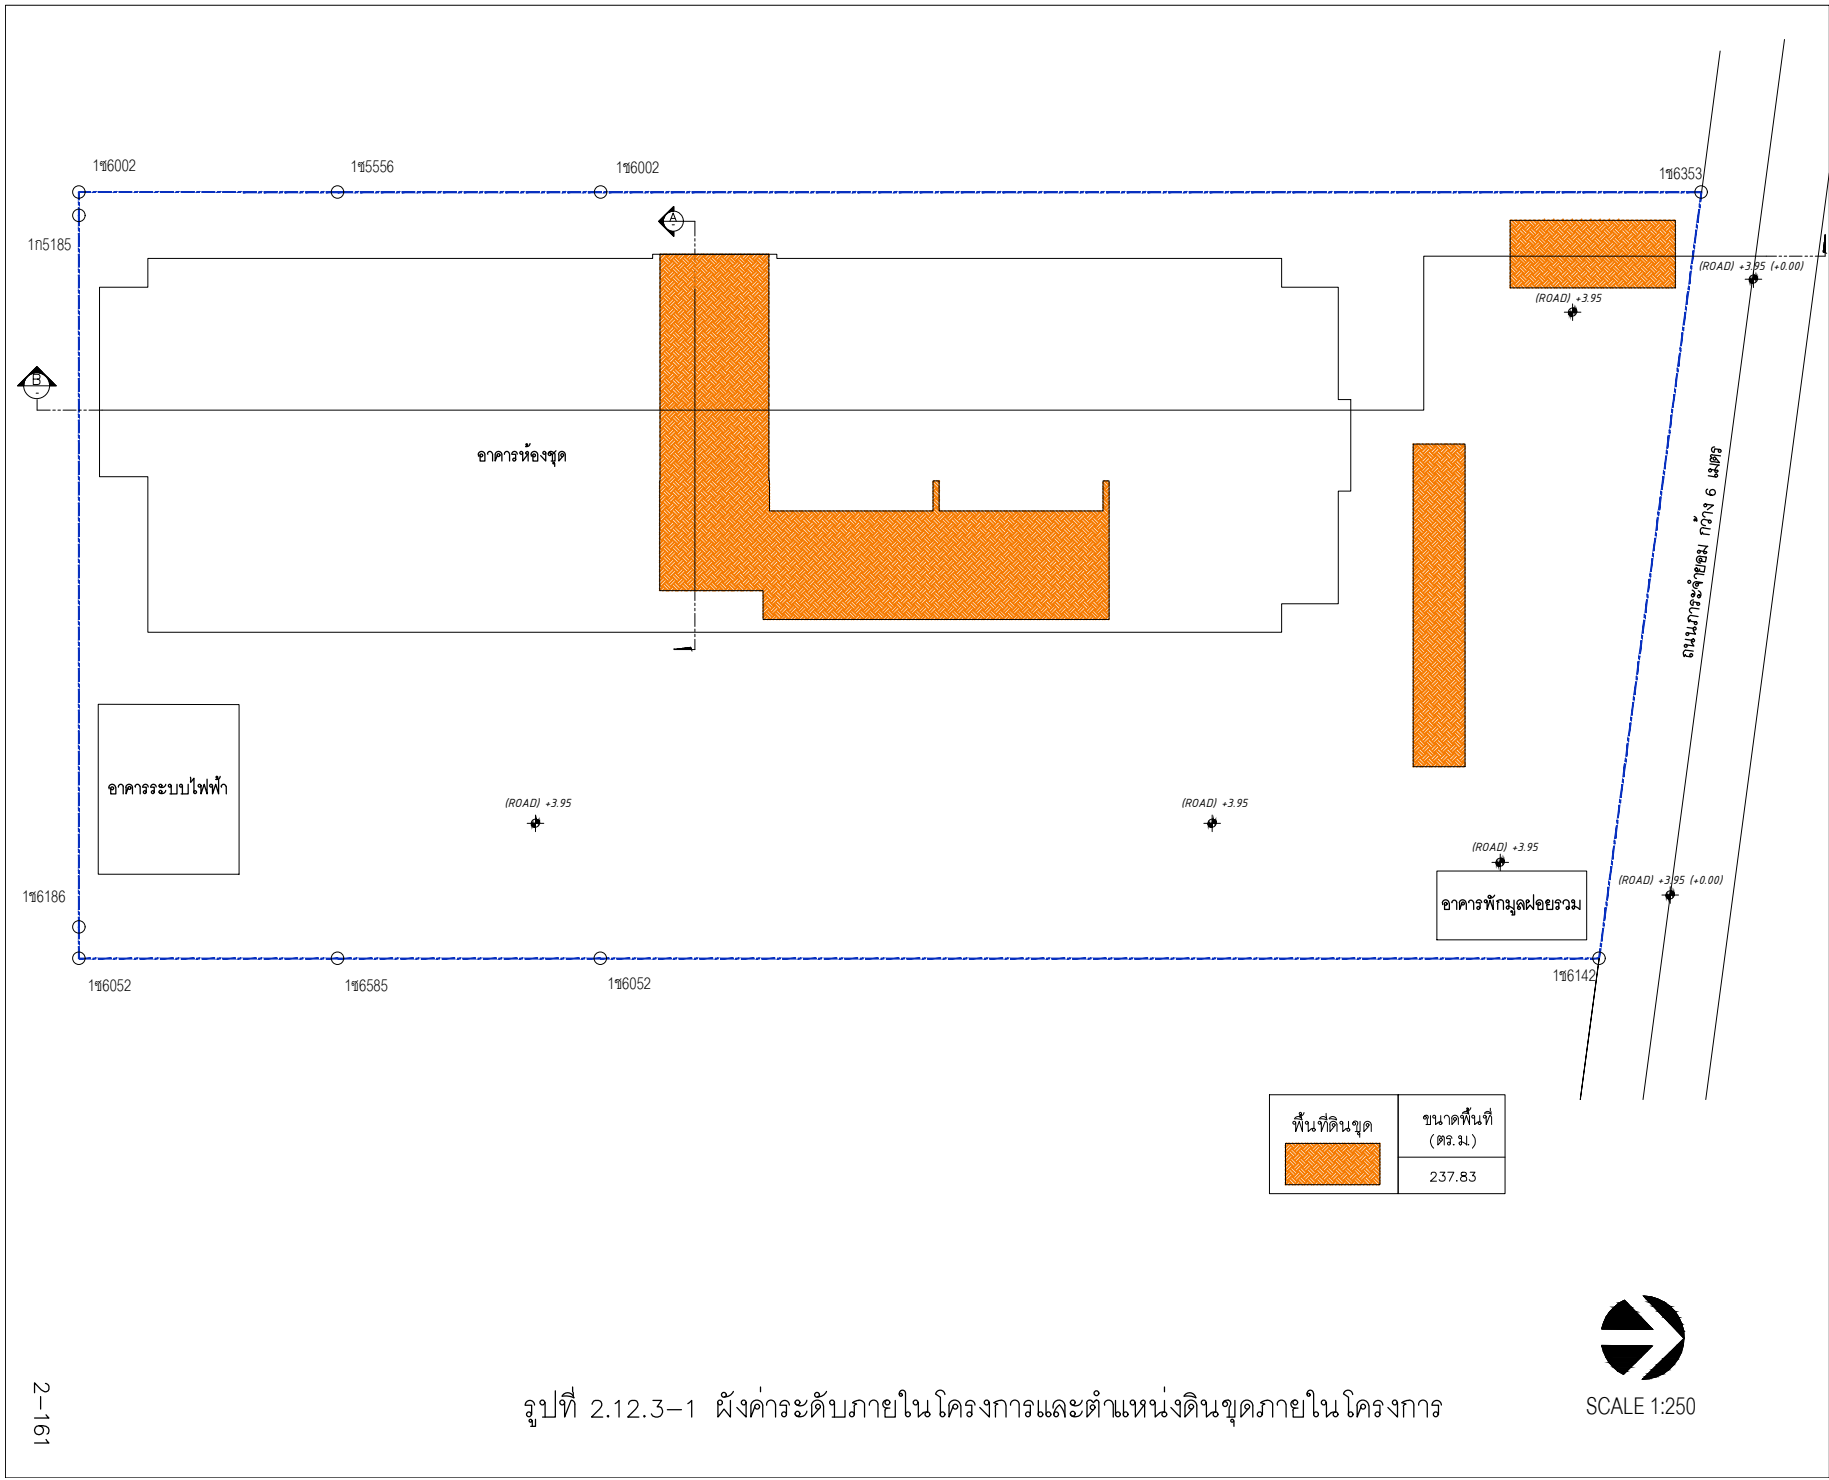 1ช6002
1ช5556
1ช6002
1ช6353
1ก5185
A
-
(ROAD) +3.95 (+0.00)
(ROAD) +3.95
B
-
อาคารห้องชุด
ถนนภาระจำยอม กว้าง 6 เมตร
อาคารระบบไฟฟ้า
(ROAD) +3.95
(ROAD) +3.95
(ROAD) +3.95
(ROAD) +3.95 (+0.00)
อาคารพักมูลฝอยรวม
1ช6186
1ช6052
1ช6585
1ช6052
1ช6142
พื้นที่ดินขุด
ขนาดพื้นที่
(ตร.ม.)
237.83
SCALE 1:250
รูปที่ 2.12.3-1 ผังค่าระดับภายในโครงการและตำแหน่งดินขุดภายในโครงการ
2-161